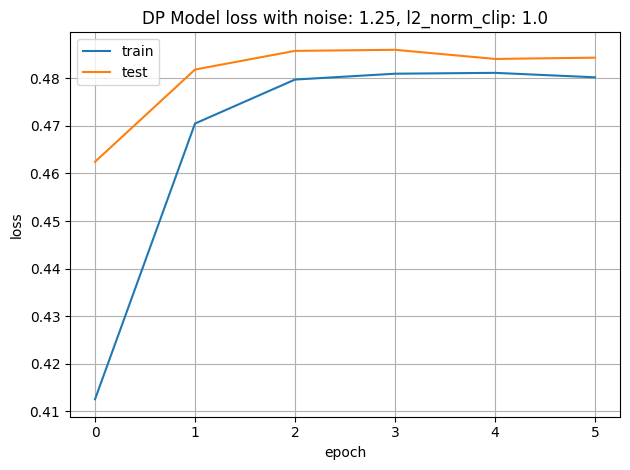 DP Model loss with noise: 1.25, l2_norm_clip: 1.0
train
test
0.48
0.47
0.46
0.45
0.44
0.43
0.42
0.41
loss
0 1 2 3 4 5
epoch